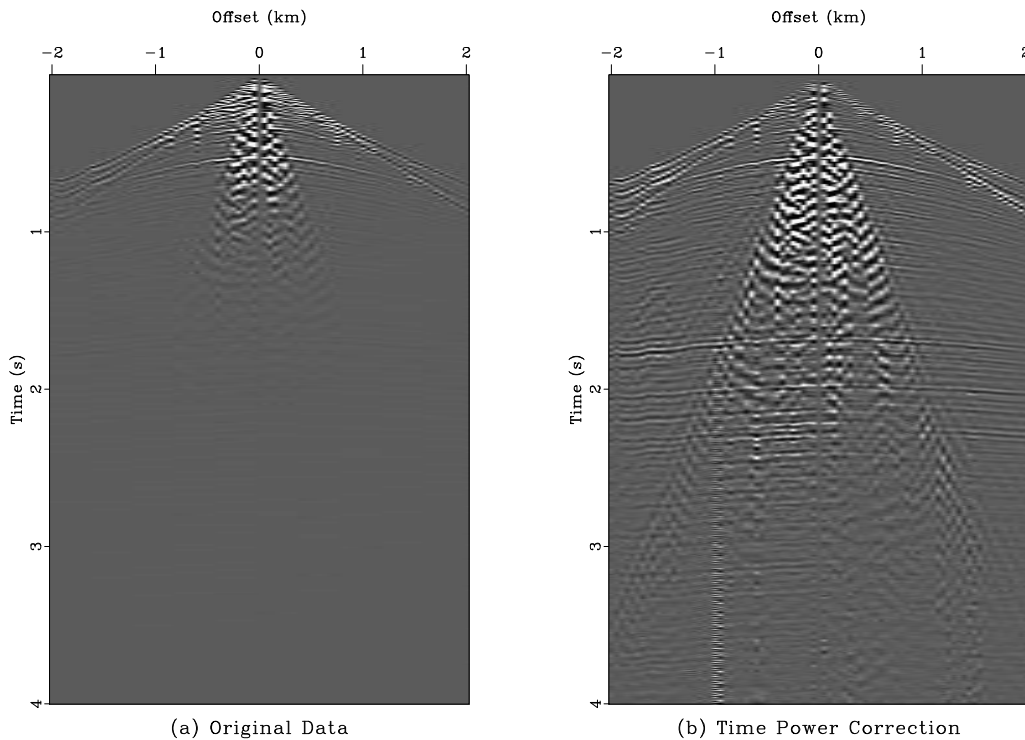 Offset (km)
-2 -1 0 1 2
Time (s)
1
2
3
4
(a) Original Data
Offset (km)
-2 -1 0 1 2
Time (s)
1
2
3
4
(b) Time Power Correction